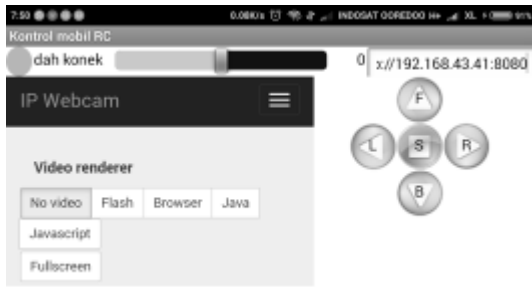 7:50
0.08K/s
INDOSAT OOREDOO
XL
91%
Kontrol mobil RC
dah konek
0
x://192.168.43.41:8080
IP Webcam
F
L
S
R
B
Video renderer
No video Flash Browser Java
Javascript
Fullscreen